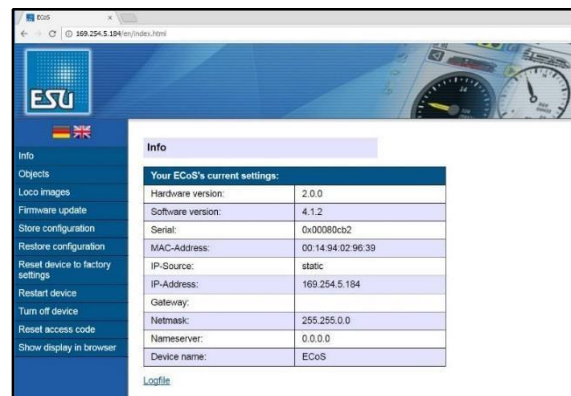 ECoS
169.254.5.184/en/index.html
ESU
Info
Objects
Loco images
Firmware update
Store configuration
Restore configuration
Reset device to factory
settings
Restart device
Turn off device
Reset access code
Show display in browser
Info
Your ECoS's current settings:
Hardware version: 2.0.0
Software version: 4.1.2
Serial: 0x00080cb2
MAC-Address: 00:14:94:02:96:39
IP-Source: static
IP-Address: 169.254.5.184
Gateway:
Netmask: 255.255.0.0
Nameserver: 0.0.0.0
Device name: ECoS
Logfile